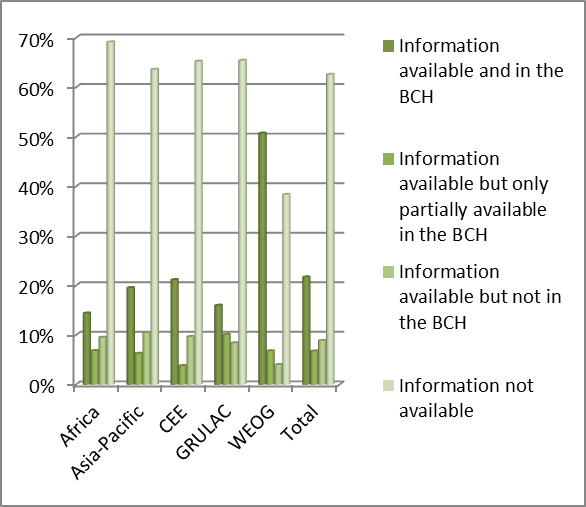 70%
60%
50%
40%
30%
20%
10%
0%
Africa
Asia-Pacific
CEE
GRULAC
WEOG
Total
Information
available and in the
BCH
Information
available but only
partially available
in the BCH
Information
available but not in
the BCH
Information not
available